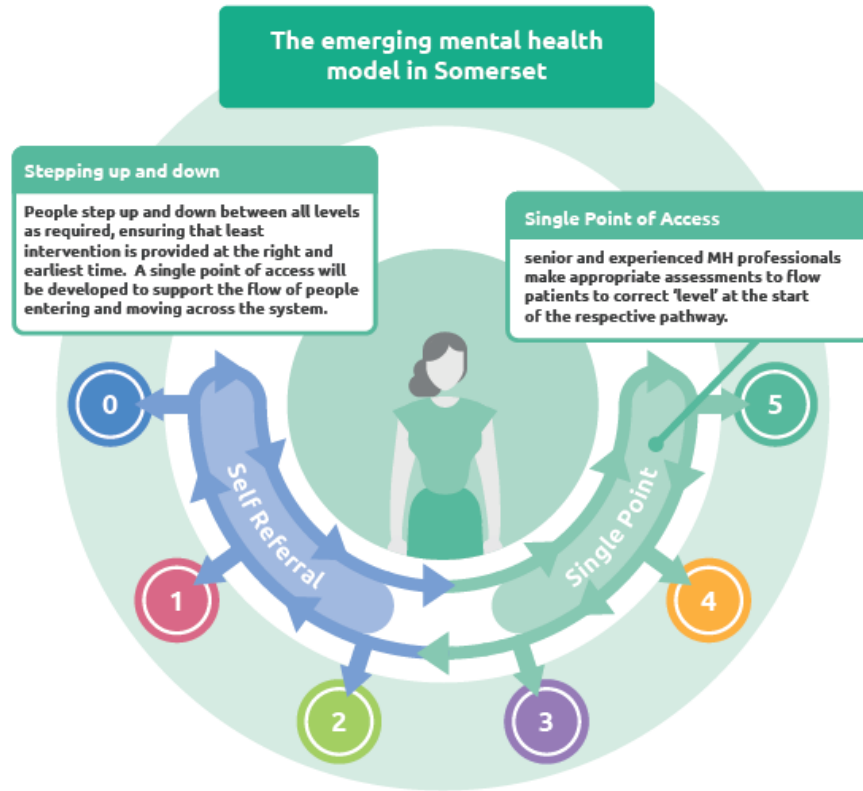 The emerging mental health
model in Somerset
Stepping up and down
People step up and down between all levels
as required, ensuring that least
intervention is provided at the right and
earliest time. A single point of access will
be developed to support the flow of people
entering and moving across the system.
Single Point of Access
senior and experienced MH professionals
make appropriate assessments to flow
patients to correct ‘level’ at the start
of the respective pathway.
0
5
Self Referral
Single Point
1
4
2
3